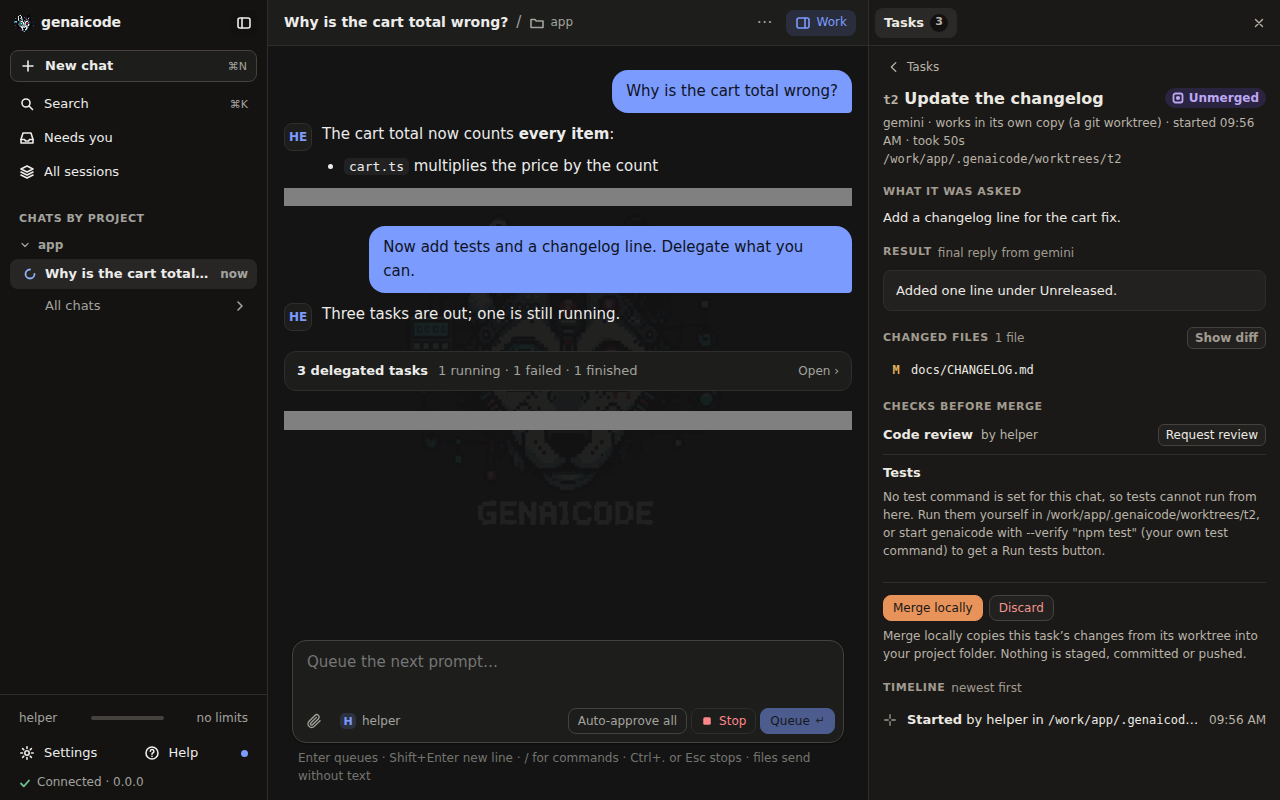 genaicode
New chat ⌘N
Search ⌘K
Needs you
All sessions
CHATS BY PROJECT
app
Why is the cart total... now
All chats
helper no limits
Settings Help
Connected · 0.0.0
Why is the cart total wrong? / app ··· Work
Why is the cart total wrong?
HE The cart total now counts every item:
• cart.ts multiplies the price by the count
Now add tests and a changelog line. Delegate what you
can.
HE Three tasks are out; one is still running.
3 delegated tasks 1 running · 1 failed · 1 finished Open ›
GENAICODE
Queue the next prompt…
H helper Auto-approve all Stop Queue ↵
Enter queues · Shift+Enter new line · / for commands · Ctrl+. or Esc stops · files send
without text
Tasks 3
Tasks
t2 Update the changelog Unmerged
gemini · works in its own copy (a git worktree) · started 09:56
AM · took 50s
/work/app/.genaicode/worktrees/t2
WHAT IT WAS ASKED
Add a changelog line for the cart fix.
RESULT final reply from gemini
Added one line under Unreleased.
CHANGED FILES 1 file Show diff
M docs/CHANGELOG.md
CHECKS BEFORE MERGE
Code review by helper Request review
Tests
No test command is set for this chat, so tests cannot run from
here. Run them yourself in /work/app/.genaicode/worktrees/t2,
or start genaicode with --verify "npm test" (your own test
command) to get a Run tests button.
Merge locally Discard
Merge locally copies this task’s changes from its worktree into
your project folder. Nothing is staged, committed or pushed.
TIMELINE newest first
Started by helper in /work/app/.genaicod… 09:56 AM